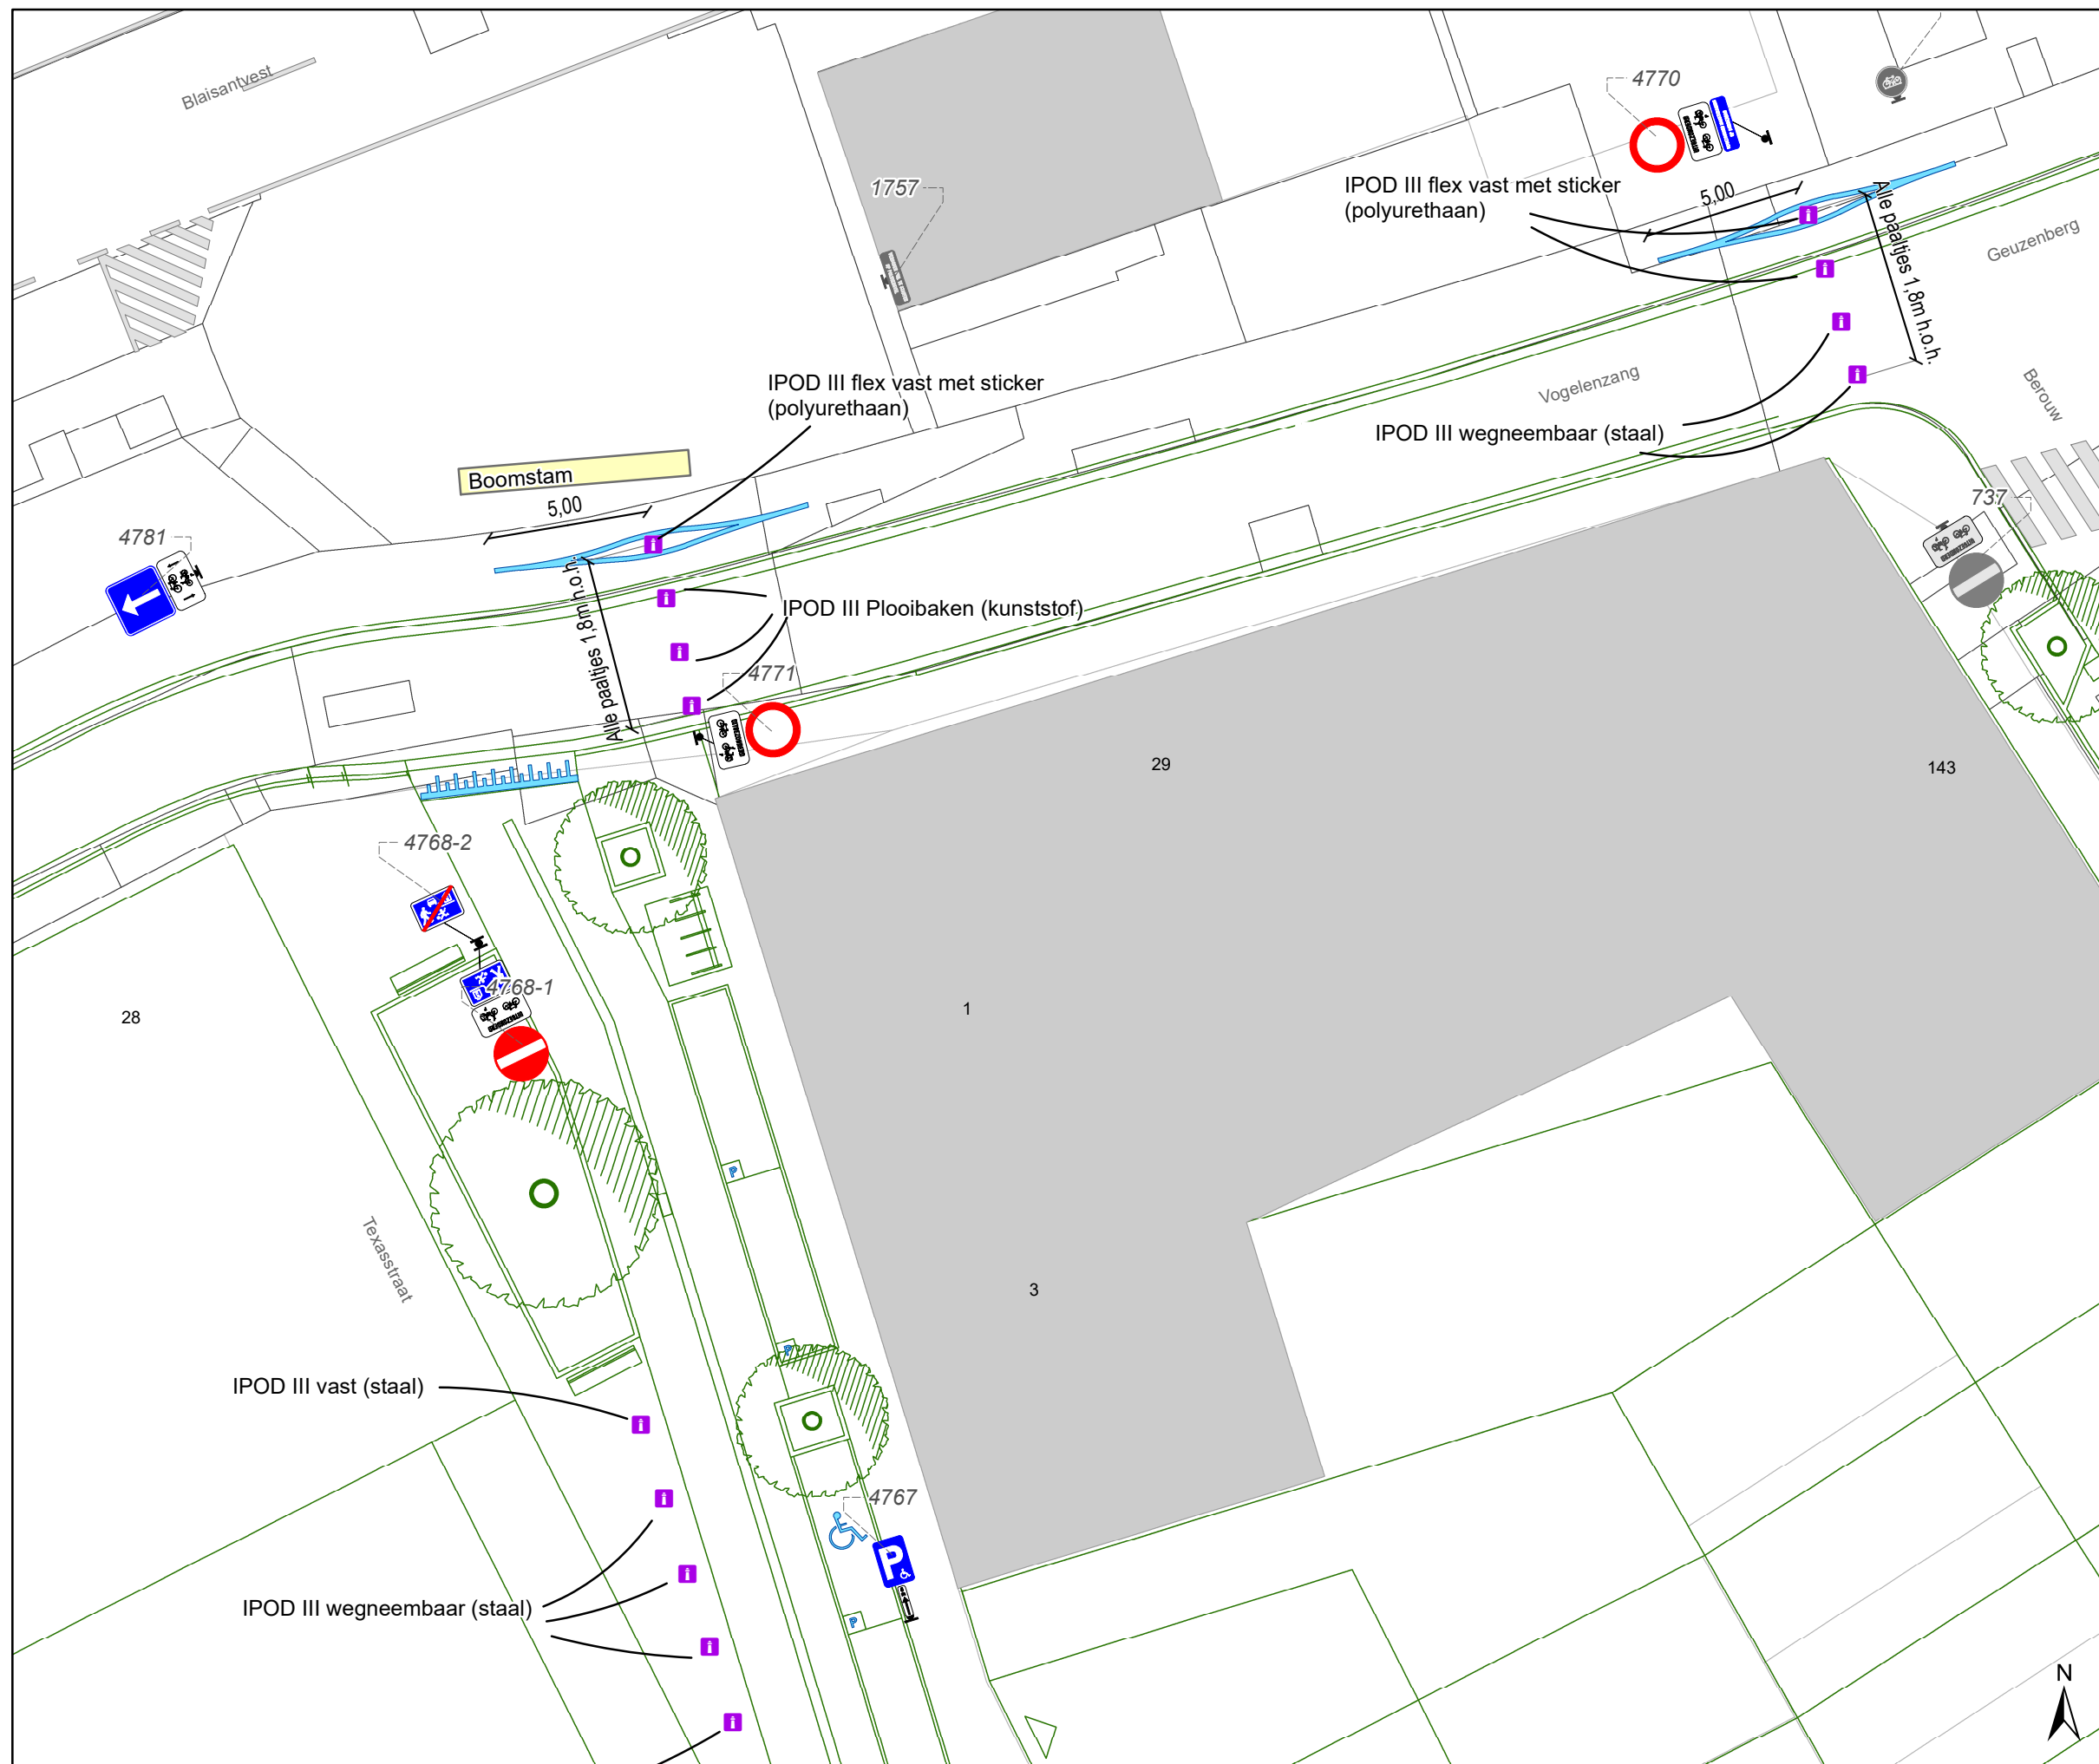 Blaisantvest
4770
1757
IPOD III flex vast met sticker
(polyurethaan)
5,00
Alle paaltjes 1,8m h.o.h.
Geuzenberg
Vogelenzang
Berouw
IPOD III flex vast met sticker
(polyurethaan)
IPOD III wegneembaar (staal)
Boomstam
5,00
737
4781
Alle paaltjes 1,8m h.o.h.
IPOD III Plooibaken (kunststof)
4771
29
143
4768-2
4768-1
28
1
Texasstraat
3
P
P
IPOD III vast (staal)
4767
P
P
IPOD III wegneembaar (staal)
N